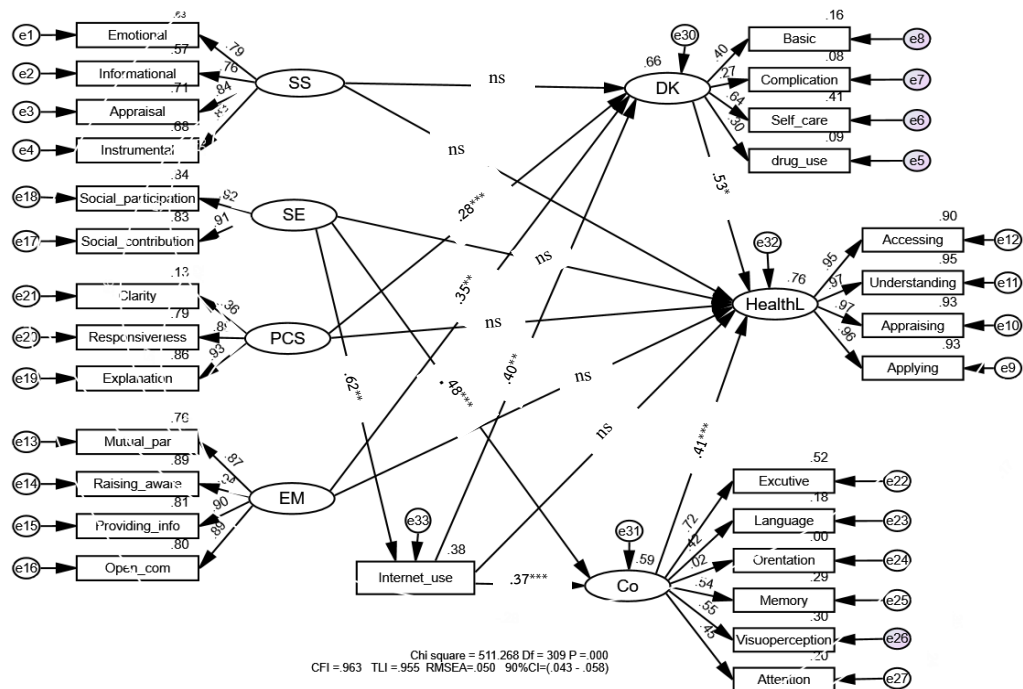 e1
Emotional
.79
.57
e2
Informational
.76
.71
e3
Appraisal
.84
.68
e4
Instrumental
SS
ns
ns
.84
e18
Social_participation
.92
.83
e17
Social_contribution
.91
SE
.13
e21
Clarity
.36
.79
e20
Responsiveness
.86
e19
Explanation
.93
PCS
.76
e13
Mutual_par
.87
.89
e14
Raising_aware
.81
e15
Providing_info
.90
.80
e16
Open_com
.89
EM
.28***
.35**
ns
ns
.62**
.48***
.40**
ns
ns
e33
.38
Internet_use
.37***
e30
.66
DK
.16
Basic
e8
.40
.08
Complication
e7
.27
.41
Self_care
e6
.64
.09
drug_use
e5
.30
.53*
e32
.76
HealthL
.90
Accessing
e12
.95
.95
Understanding
e11
.97
.93
Appraising
e10
.97
.93
Applying
e9
.96
.41***
e31
.59
Co
.52
Excutive
e22
.72
.18
Language
e23
.42
.00
Orentation
e24
.02
.29
Memory
e25
.54
.30
Visuoperception
e26
.55
.20
Attention
e27
.45
Chi square = 511.268 Df = 309 P =.000
CFI =.963 TLI =.955 RMSEA=.050 90%CI=(.043 - .058)